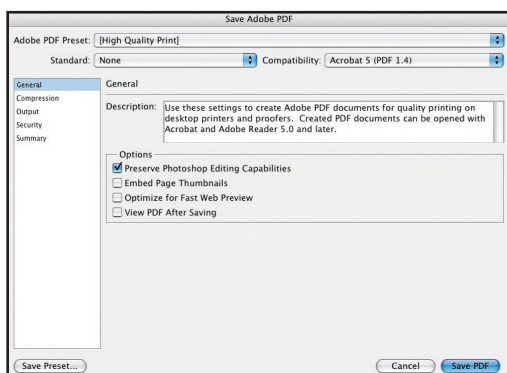 Save Adobe PDF
Adobe PDF Preset: [High Quality Print]
Standard: None Compatibility: Acrobat 5 (PDF 1.4)
General
Compression
Output
Security
Summary
General
Description: Use these settings to create Adobe PDF documents for quality printing on
desktop printers and proofers. Created PDF documents can be opened with
Acrobat and Adobe Reader 5.0 and later.
Options
Preserve Photoshop Editing Capabilities
Embed Page Thumbnails
Optimize for Fast Web Preview
View PDF After Saving
Save Preset... Cancel Save PDF